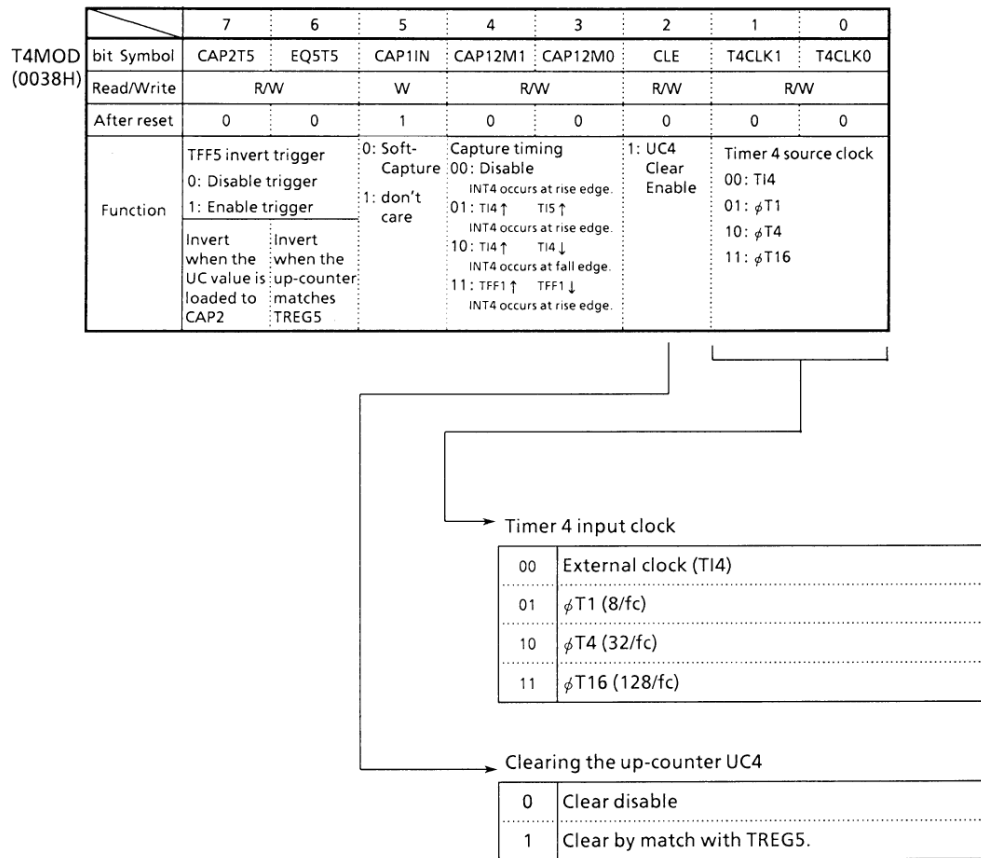 7 6 5 4 3 2 1 0
T4MOD
(0038H)
bit Symbol CAP2T5 EQ5T5 CAP1IN CAP12M1 CAP12M0 CLE T4CLK1 T4CLK0
Read/Write R/W W R/W R/W R/W
After reset 0 0 1 0 0 0 0 0
Function
TFF5 invert trigger
0: Disable trigger
1: Enable trigger
Invert
when the
UC value is
loaded to
CAP2
Invert
when the
up-counter
matches
TREG5
0: Soft-
Capture
1: don't
care
Capture timing
00: Disable
INT4 occurs at rise edge.
01: TI4↑ TI5↑
INT4 occurs at rise edge.
10: TI4↑ TI4↓
INT4 occurs at fall edge.
11: TFF1↑ TFF1↓
INT4 occurs at rise edge.
1: UC4
Clear
Enable
Timer 4 source clock
00: TI4
01: ϕT1
10: ϕT4
11: ϕT16
Timer 4 input clock
00 External clock (TI4)
01 ϕT1 (8/fc)
10 ϕT4 (32/fc)
11 ϕT16 (128/fc)
Clearing the up-counter UC4
0 Clear disable
1 Clear by match with TREG5.